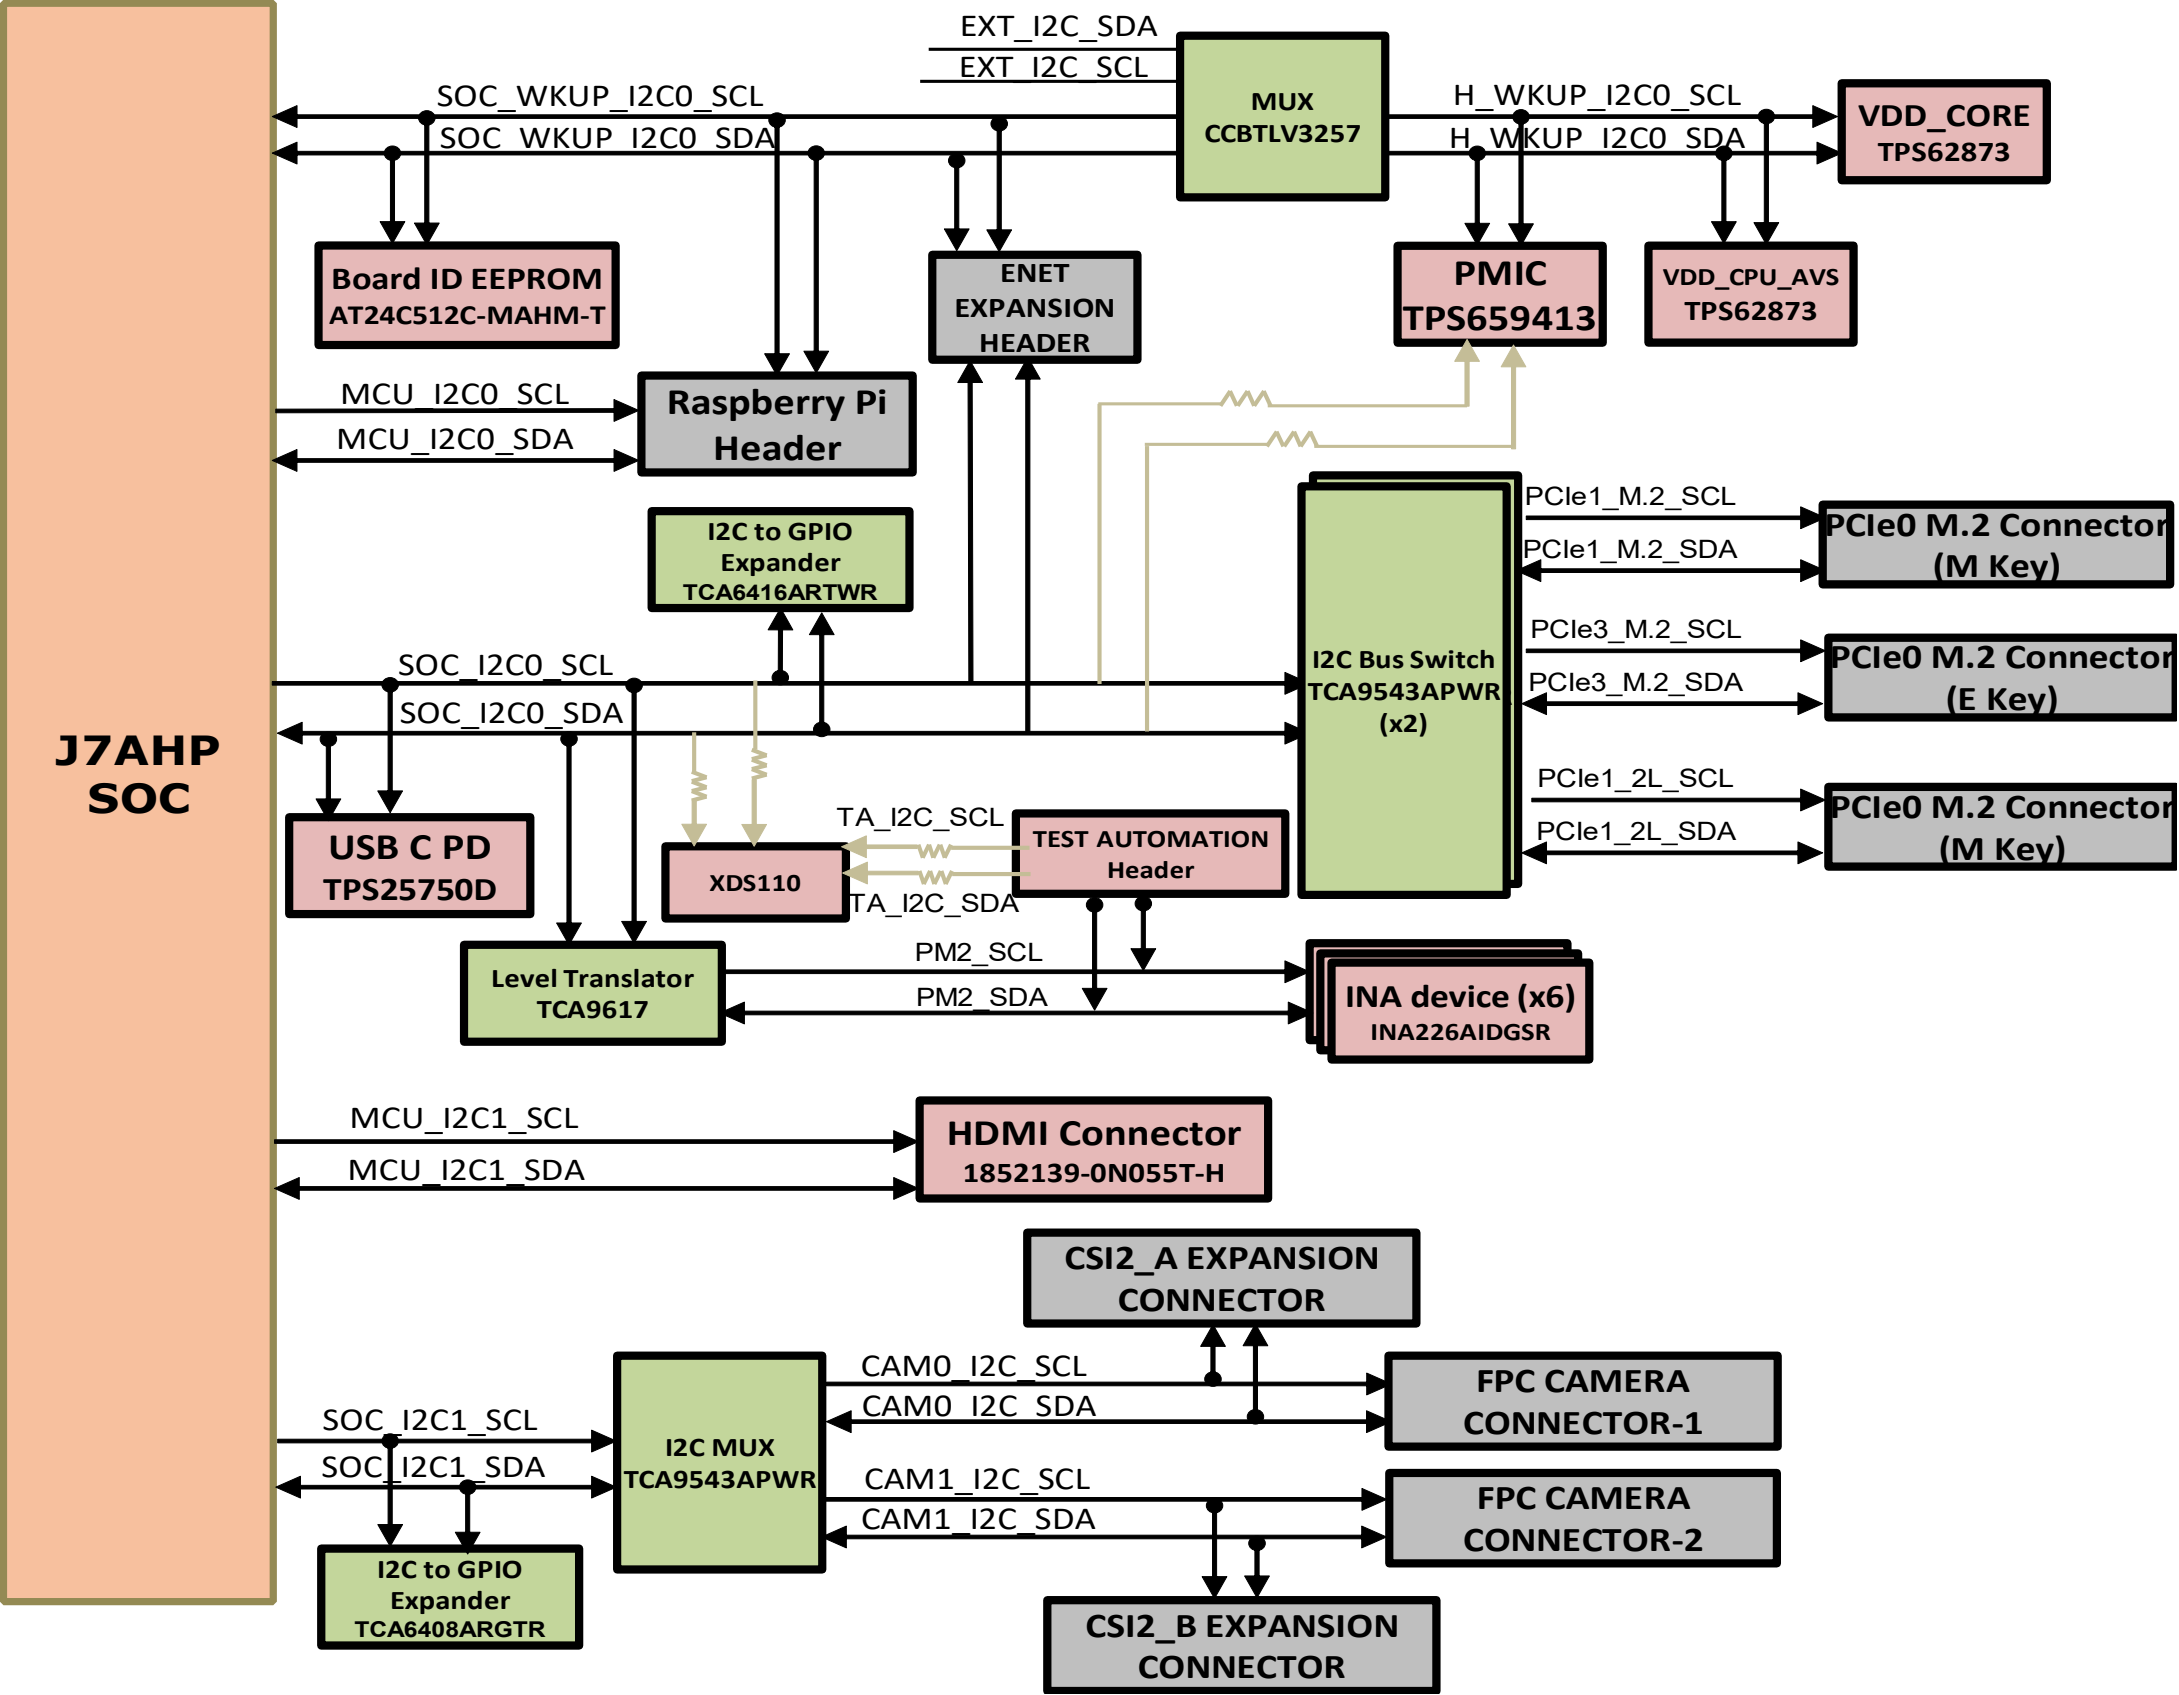 EXT_I2C_SDA
EXT_I2C_SCL
MUX
CCBTLV3257
SOC_WKUP_I2C0_SCL
SOC_WKUP_I2C0_SDA
H_WKUP_I2C0_SCL
H_WKUP_I2C0_SDA
VDD_CORE
TPS62873
Board ID EEPROM
AT24C512C-MAHM-T
ENET
EXPANSION
HEADER
PMIC
TPS659413
VDD_CPU_AVS
TPS62873
MCU_I2C0_SCL
MCU_I2C0_SDA
Raspberry Pi
Header
I2C to GPIO
Expander
TCA6416ARTWR
PCIe1_M.2_SCL
PCIe1_M.2_SDA
PCIe0 M.2 Connector
(M Key)
SOC_I2C0_SCL
SOC_I2C0_SDA
I2C Bus Switch
TCA9543APWR
(x2)
PCIe3_M.2_SCL
PCIe3_M.2_SDA
PCIe0 M.2 Connector
(E Key)
J7AHP
SOC
PCIe1_2L_SCL
PCIe1_2L_SDA
PCIe0 M.2 Connector
(M Key)
USB C PD
TPS25750D
XDS110
TA_I2C_SCL
TA_I2C_SDA
TEST AUTOMATION
Header
Level Translator
TCA9617
PM2_SCL
PM2_SDA
INA device (x6)
INA226AIDGSR
MCU_I2C1_SCL
MCU_I2C1_SDA
HDMI Connector
1852139-0N055T-H
CSI2_A EXPANSION
CONNECTOR
SOC_I2C1_SCL
SOC_I2C1_SDA
I2C MUX
TCA9543APWR
CAM0_I2C_SCL
CAM0_I2C_SDA
FPC CAMERA
CONNECTOR-1
CAM1_I2C_SCL
CAM1_I2C_SDA
FPC CAMERA
CONNECTOR-2
I2C to GPIO
Expander
TCA6408ARGTR
CSI2_B EXPANSION
CONNECTOR